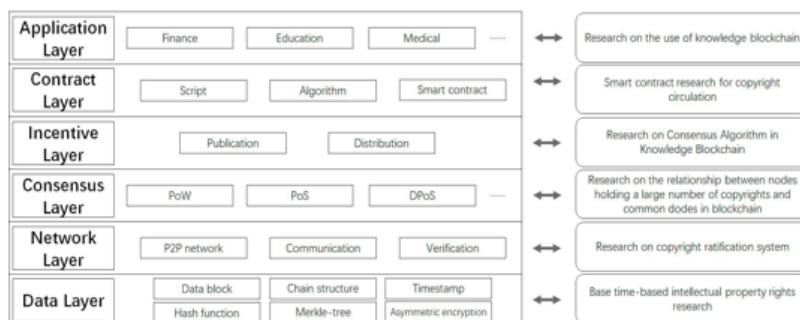 Application
Layer
Finance
Education
Medical
......
Research on the use of knowledge blockchain
Contract
Layer
Script
Algorithm
Smart contract
Smart contract research for copyright
circulation
Incentive
Layer
Publication
Distribution
Research on Consensus Algorithm in
Knowledge Blockchain
Consensus
Layer
PoW
PoS
DPoS
......
Research on the relationship between nodes
holding a large number of copyrights and
common dodes in blockchain
Network
Layer
P2P network
Communication
Verification
Research on copyright ratification system
Data Layer
Data block
Chain structure
Timestamp
Hash function
Merkle-tree
Asymmetric encryption
Base time-based intellectual property rights
research